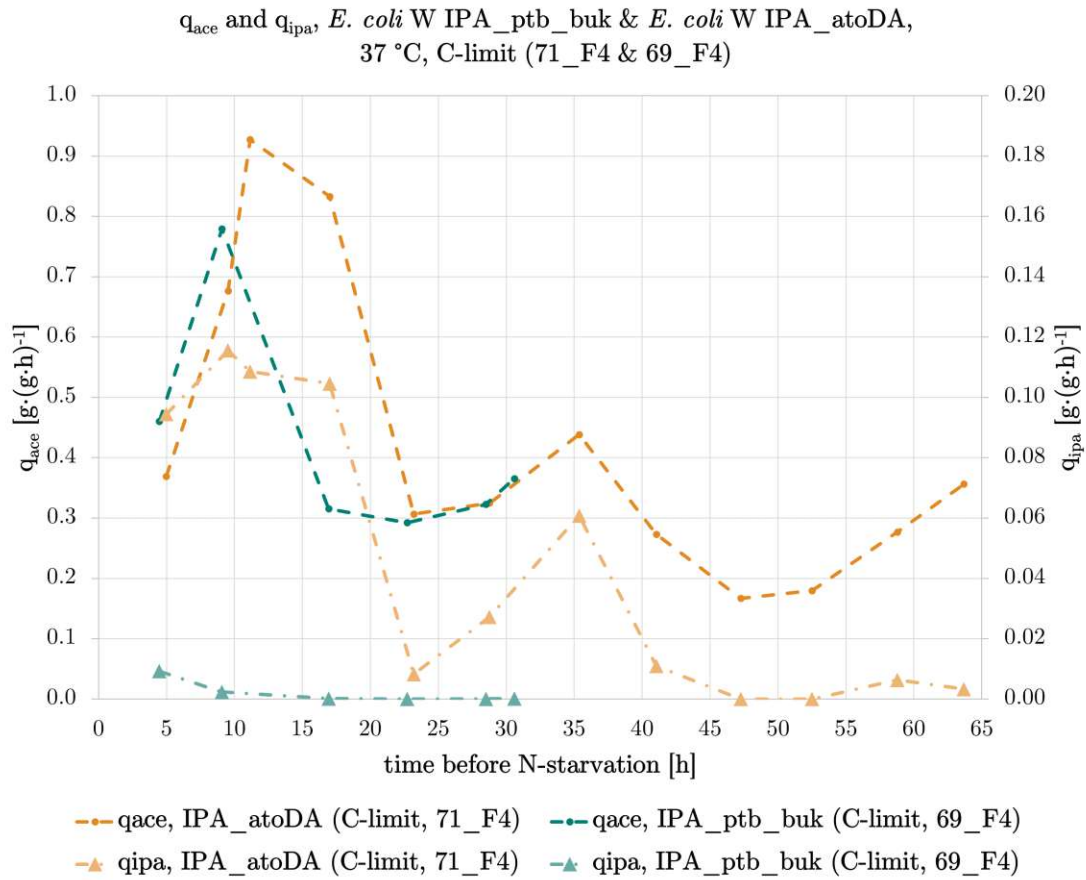 q_ace and q_ipa, E. coli W IPA_ptb_buk & E. coli W IPA_atoDA,
37 °C, C-limit (71_F4 & 69_F4)
1.0
0.9
0.8
0.7
0.6
0.5
0.4
0.3
0.2
0.1
0.0
q_ace [g·(g·h)⁻¹]
0.20
0.18
0.16
0.14
0.12
0.10
0.08
0.06
0.04
0.02
0.00
q_ipa [g·(g·h)⁻¹]
0 5 10 15 20 25 30 35 40 45 50 55 60 65
time before N-starvation [h]
qace, IPA_atoDA (C-limit, 71_F4) qace, IPA_ptb_buk (C-limit, 69_F4)
qipa, IPA_atoDA (C-limit, 71_F4) qipa, IPA_ptb_buk (C-limit, 69_F4)